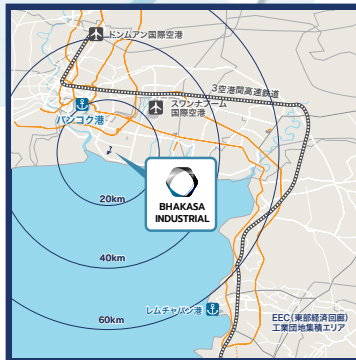 ドンムアン国際空港
3空港間高速鉄道
スワンナプーム
国際空港
バンコク港
BHAKASA
INDUSTRIAL
20km
40km
60km
レムチャバン港
EEC(東部経済回廊)
工業団地集積エリア